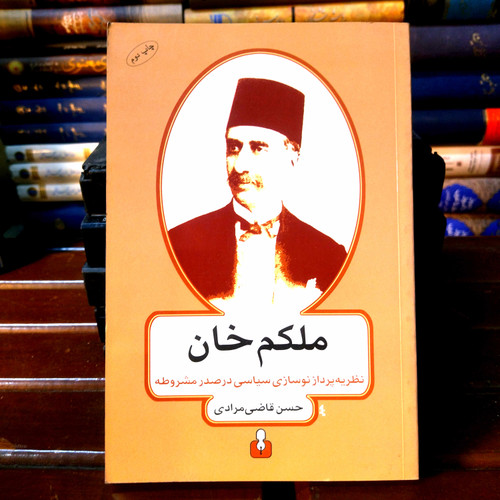 چاپ دوم
ملکم خان
نظریه‌پرداز نوسازی سیاسی در صدر مشروطه
حسن قاضی‌مرادی